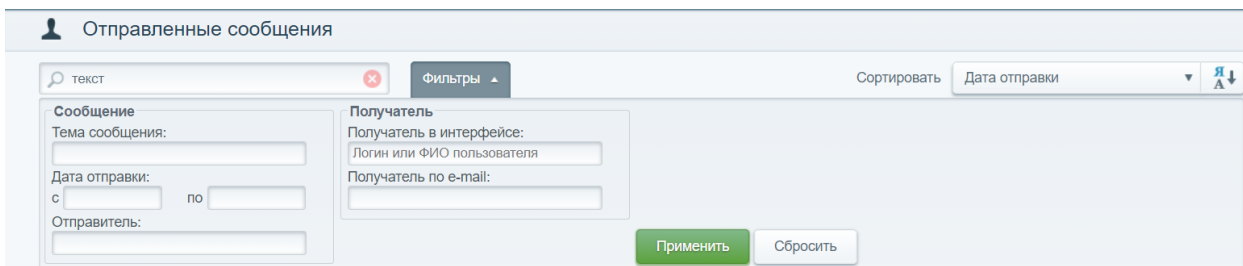 Отправленные сообщения
текст
Фильтры
Сортировать
Дата отправки
Я
А
Сообщение
Тема сообщения:
Дата отправки:
с по
Отправитель:
Получатель
Получатель в интерфейсе:
Логин или ФИО пользователя
Получатель по e-mail:
Применить
Сбросить